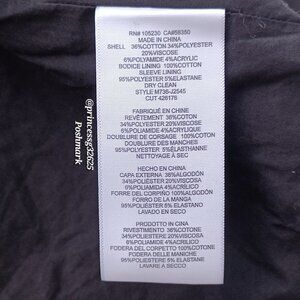 RN# 105230 CA#58350
MADE IN CHINA
SHELL 36%COTTON 34%POLYESTER
20%VISCOSE
6%POLYAMIDE 4%ACRYLIC
BODICE LINING 100%COTTON
SLEEVE LINING
95%POLYESTER 5%ELASTANE
DRY CLEAN
STYLE M736-J2545
CUT 426176
FABRIQUÉ EN CHINE
REVÊTEMENT 36%COTON
34%POLYESTER 20%VISCOSE
6%POLYAMIDE 4%ACRYLIQUE
DOUBLURE DE CORSAGE 100%COTON
DOUBLURE DES MANCHES
95%POLYESTER 5%ÉLASTHANNE
NETTOYAGE À SEC
HECHO EN CHINA
CAPA EXTERNA 36%ALGODÓN
34%POLIÉSTER 20%VISCOSA
6%POLIAMIDA 4%ACRÍLICO
FORRO DEL CORPIÑO 100%ALGODÓN
FORRO DE LA MANGA
95%POLIÉSTER 5% ELASTANO
LAVADO EN SECO
PRODOTTO IN CINA
RIVESTIMENTO 36%COTONE
34%POLIESTERE 20%VISCOSA
6%POLIAMIDE 4%ACRILICO
FODERA DEL CORPETTO 100%COTONE
FODERA DELLE MANICHE
95%POLIESTERE 5%ELASTAN
LAVARE A SECCO
@princessg32625
Poshmark